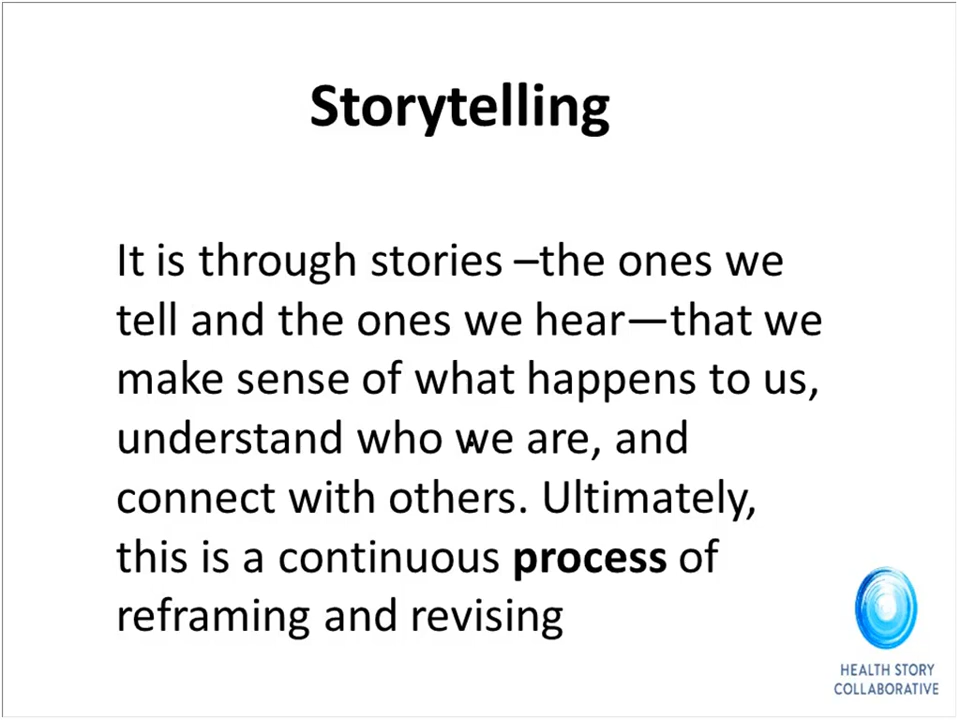 Storytelling
It is through stories –the ones we
tell and the ones we hear—that we
make sense of what happens to us,
understand who we are, and
connect with others. Ultimately,
this is a continuous process of
reframing and revising
HEALTH STORY
COLLABORATIVE